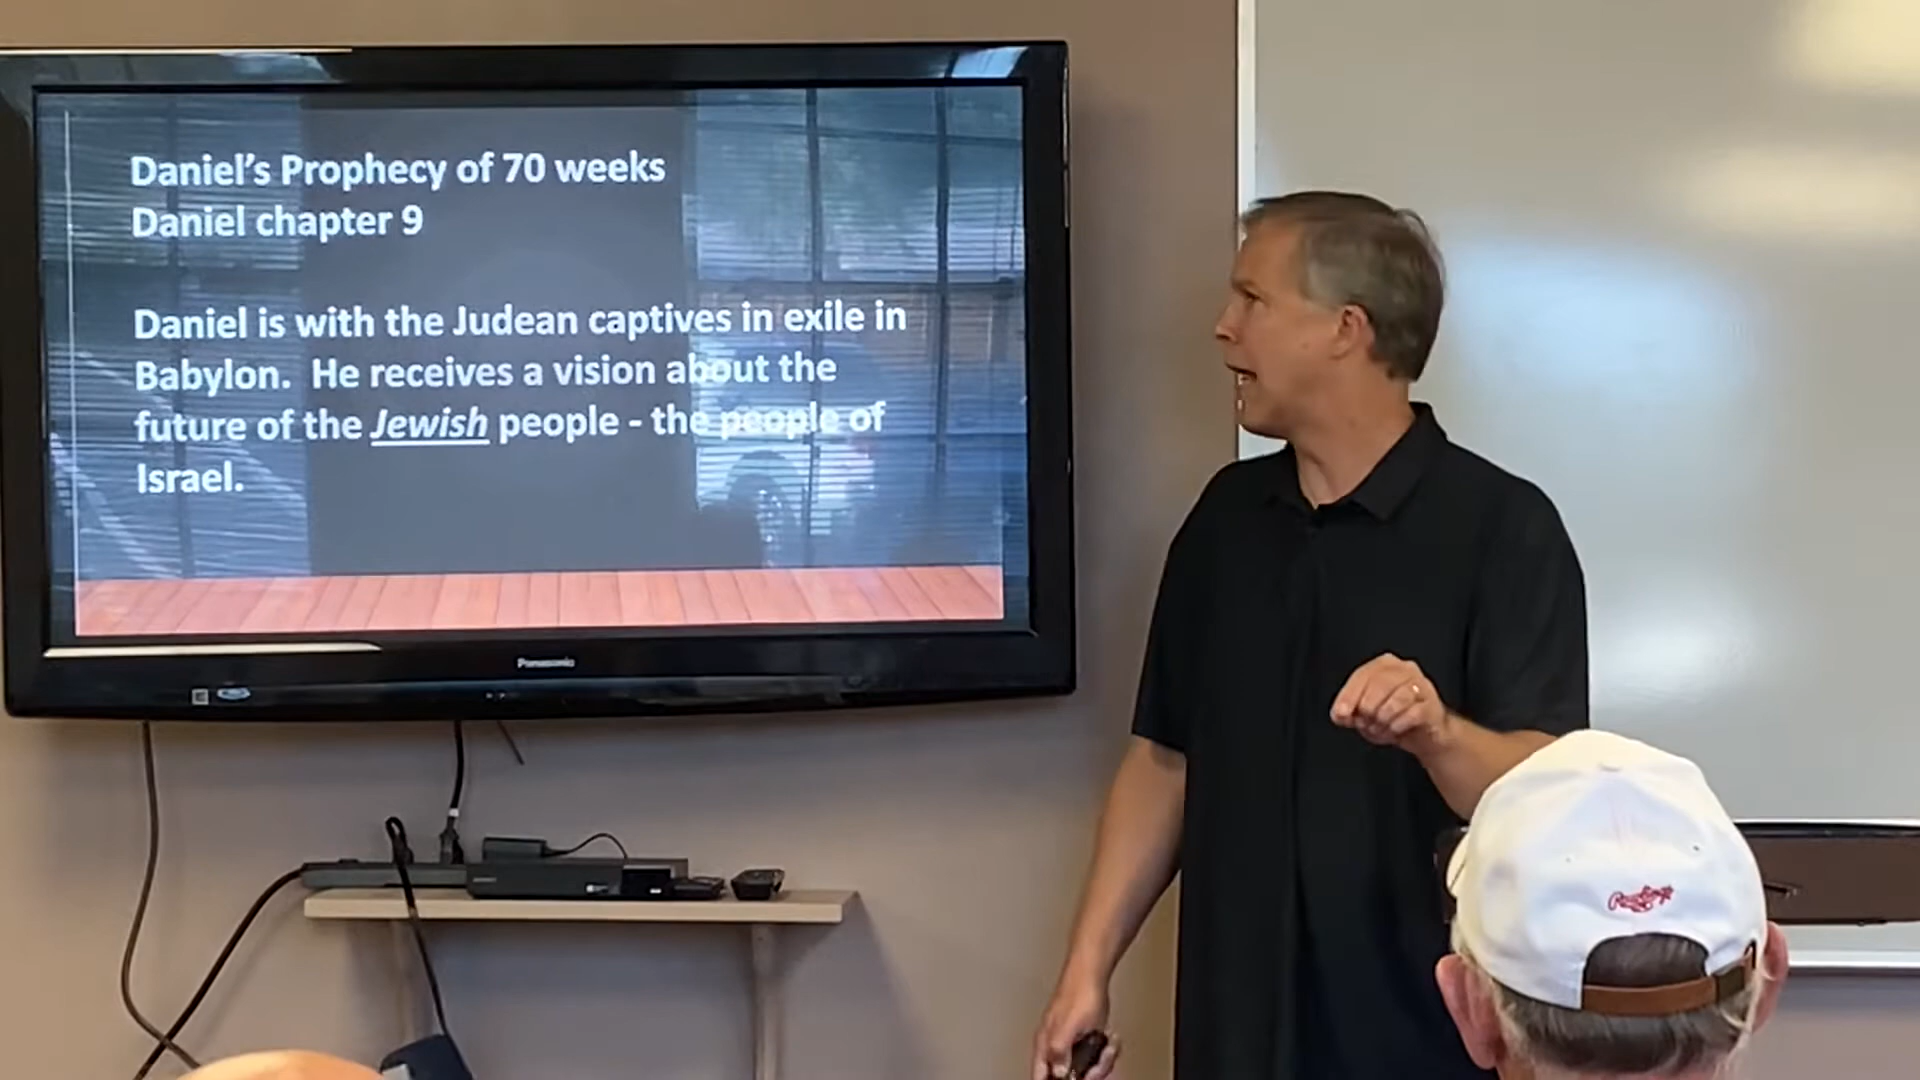 Daniel's Prophecy of 70 weeks
Daniel chapter 9
Daniel is with the Judean captives in exile in
Babylon. He receives a vision about the
future of the Jewish people - the people of
Israel.
Panasonic
Rawlings